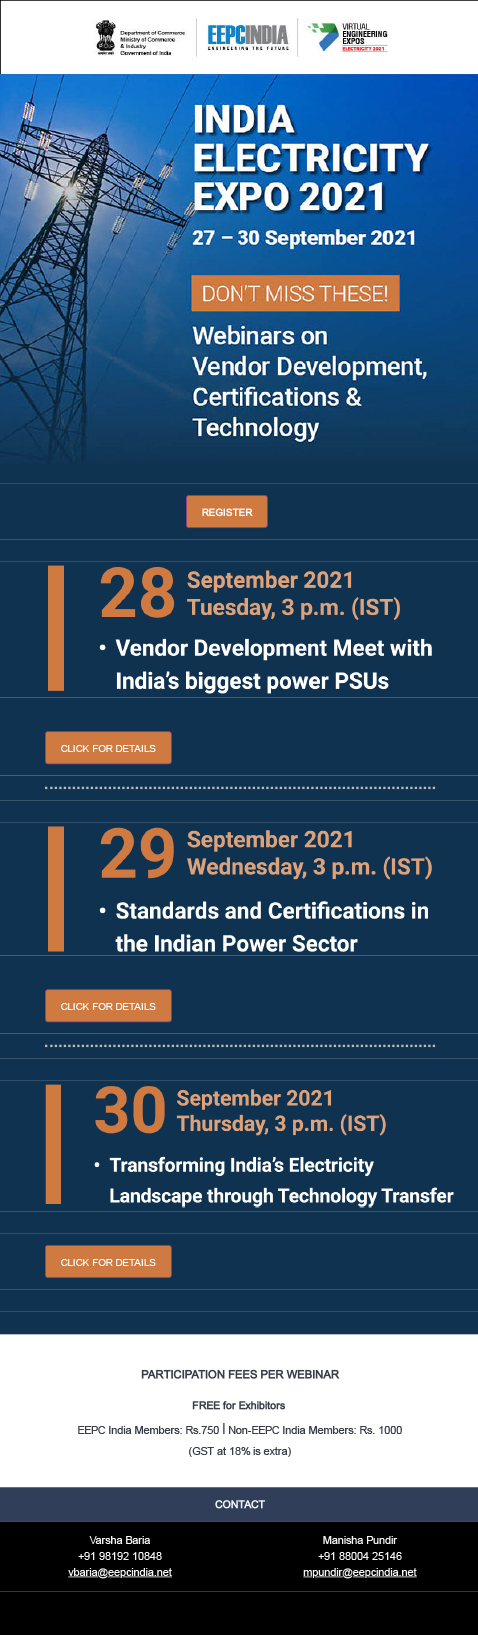 Department of Commerce
Ministry of Commerce
& Industry
Government of India
EEPCINDIA
ENGINEERING THE FUTURE
VIRTUAL
ENGINEERING
EXPOS
ELECTRICITY 2021
INDIA
ELECTRICITY
EXPO 2021
27 – 30 September 2021
DON'T MISS THESE!
Webinars on
Vendor Development,
Certifications &
Technology
REGISTER
28 September 2021
Tuesday, 3 p.m. (IST)
• Vendor Development Meet with
India's biggest power PSUs
CLICK FOR DETAILS
29 September 2021
Wednesday, 3 p.m. (IST)
• Standards and Certifications in
the Indian Power Sector
CLICK FOR DETAILS
30 September 2021
Thursday, 3 p.m. (IST)
• Transforming India's Electricity
Landscape through Technology Transfer
CLICK FOR DETAILS
PARTICIPATION FEES PER WEBINAR
FREE for Exhibitors
EEPC India Members: Rs.750 | Non-EEPC India Members: Rs. 1000
(GST at 18% is extra)
CONTACT
Varsha Baria
+91 98192 10848
vbaria@eepcindia.net
Manisha Pundir
+91 88004 25146
mpundir@eepcindia.net